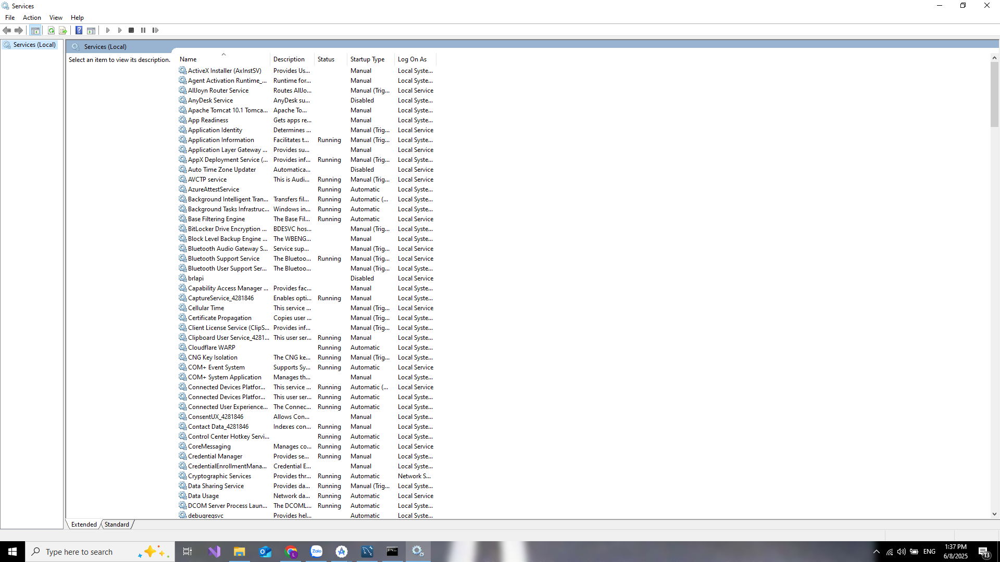 Services
File Action View Help
Services (Local)
Services (Local)
Select an item to view its description.
Name Description Status Startup Type Log On As
ActiveX Installer (AxInstSV) Provides Us... Manual Local Syste...
Agent Activation Runtime_... Runtime for... Manual Local Syste...
AllJoyn Router Service Routes AllJo... Manual (Trig... Local Service
AnyDesk Service AnyDesk su... Disabled Local Syste...
Apache Tomcat 10.1 Tomca... Apache To... Manual Local Syste...
App Readiness Gets apps re... Manual Local Syste...
Application Identity Determines ... Manual (Trig... Local Service
Application Information Facilitates t... Running Manual (Trig... Local Syste...
Application Layer Gateway ... Provides su... Manual Local Service
AppX Deployment Service (... Provides inf... Running Manual (Trig... Local Syste...
Auto Time Zone Updater Automatica... Disabled Local Service
AVCTP service This is Audi... Running Manual (Trig... Local Service
AzureAttestService Running Automatic Local Syste...
Background Intelligent Tran... Transfers fil... Running Automatic (... Local Syste...
Background Tasks Infrastruc... Windows in... Running Automatic Local Syste...
Base Filtering Engine The Base Fil... Running Automatic Local Service
BitLocker Drive Encryption ... BDESVC hos... Manual (Trig... Local Syste...
Block Level Backup Engine ... The WBENG... Manual Local Syste...
Bluetooth Audio Gateway S... Service sup... Manual (Trig... Local Service
Bluetooth Support Service The Bluetoo... Running Manual (Trig... Local Service
Bluetooth User Support Ser... The Bluetoo... Manual (Trig... Local Syste...
brlapi Disabled Local Service
Capability Access Manager ... Provides fac... Manual Local Syste...
CaptureService_4281846 Enables opti... Running Manual Local Syste...
Cellular Time This service ... Manual (Trig... Local Service
Certificate Propagation Copies user ... Manual (Trig... Local Syste...
Client License Service (ClipS... Provides inf... Manual (Trig... Local Syste...
Clipboard User Service_4281... This user ser... Running Manual Local Syste...
Cloudflare WARP Running Automatic Local Syste...
CNG Key Isolation The CNG ke... Running Manual (Trig... Local Syste...
COM+ Event System Supports Sy... Running Automatic Local Service
COM+ System Application Manages th... Manual Local Syste...
Connected Devices Platfor... This service ... Running Automatic (... Local Service
Connected Devices Platfor... This user ser... Running Automatic Local Syste...
Connected User Experience... The Connec... Running Automatic Local Syste...
ConsentUX_4281846 Allows Con... Manual Local Syste...
Contact Data_4281846 Indexes con... Running Manual Local Syste...
Control Center Hotkey Servi... Running Automatic Local Syste...
CoreMessaging Manages co... Running Automatic Local Service
Credential Manager Provides se... Running Manual Local Syste...
CredentialEnrollmentMana... Credential E... Manual Local Syste...
Cryptographic Services Provides thr... Running Automatic Network S...
Data Sharing Service Provides da... Running Manual (Trig... Local Syste...
Data Usage Network da... Running Automatic Local Service
DCOM Server Process Laun... The DCOML... Running Automatic Local Syste...
debugregsvc Provides hel... Automatic Local Syste...
Extended Standard
Type here to search
Zalo
ENG
1:37 PM
6/8/2025
13